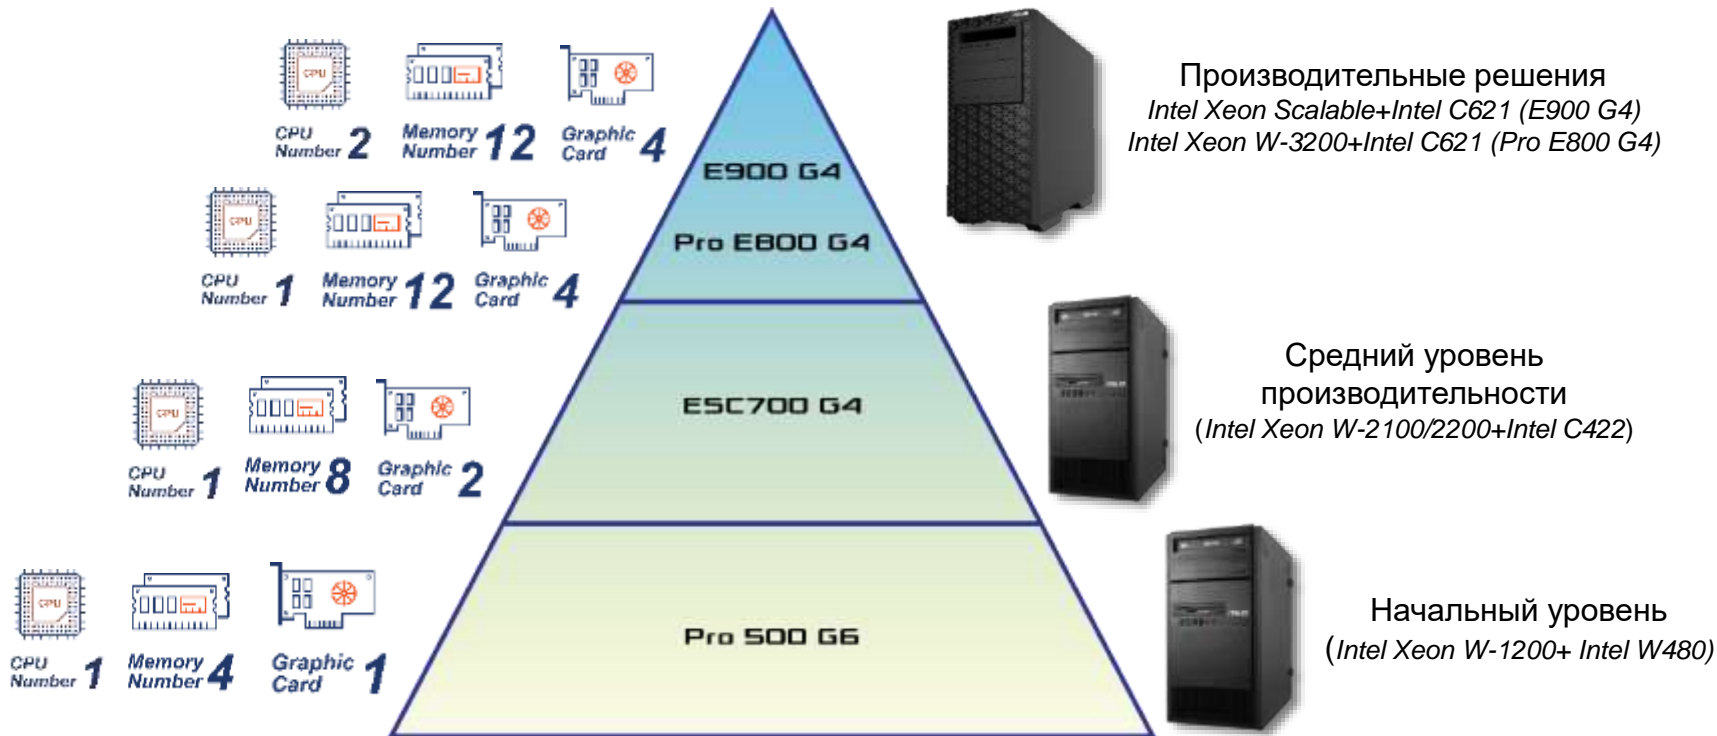 CPU
CPU
Number 2
Memory
Number 12
Graphic
Card 4
Производительные решения
Intel Xeon Scalable+Intel C621 (E900 G4)
Intel Xeon W-3200+Intel C621 (Pro E800 G4)
E900 G4
CPU
CPU
Number 1
Memory
Number 12
Graphic
Card 4
Pro E800 G4
CPU
CPU
Number 1
Memory
Number 8
Graphic
Card 2
ESC700 G4
Средний уровень
производительности
(Intel Xeon W-2100/2200+Intel C422)
CPU
CPU
Number 1
Memory
Number 4
Graphic
Card 1
Pro 500 G6
Начальный уровень
(Intel Xeon W-1200+ Intel W480)